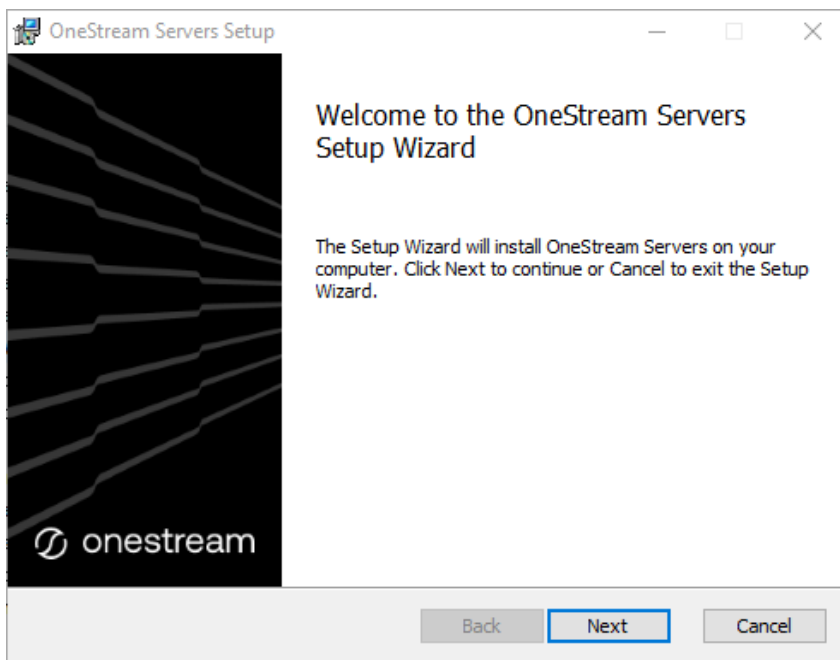 OneStream Servers Setup
Welcome to the OneStream Servers
Setup Wizard
The Setup Wizard will install OneStream Servers on your
computer. Click Next to continue or Cancel to exit the Setup
Wizard.
onestream
Back
Next
Cancel